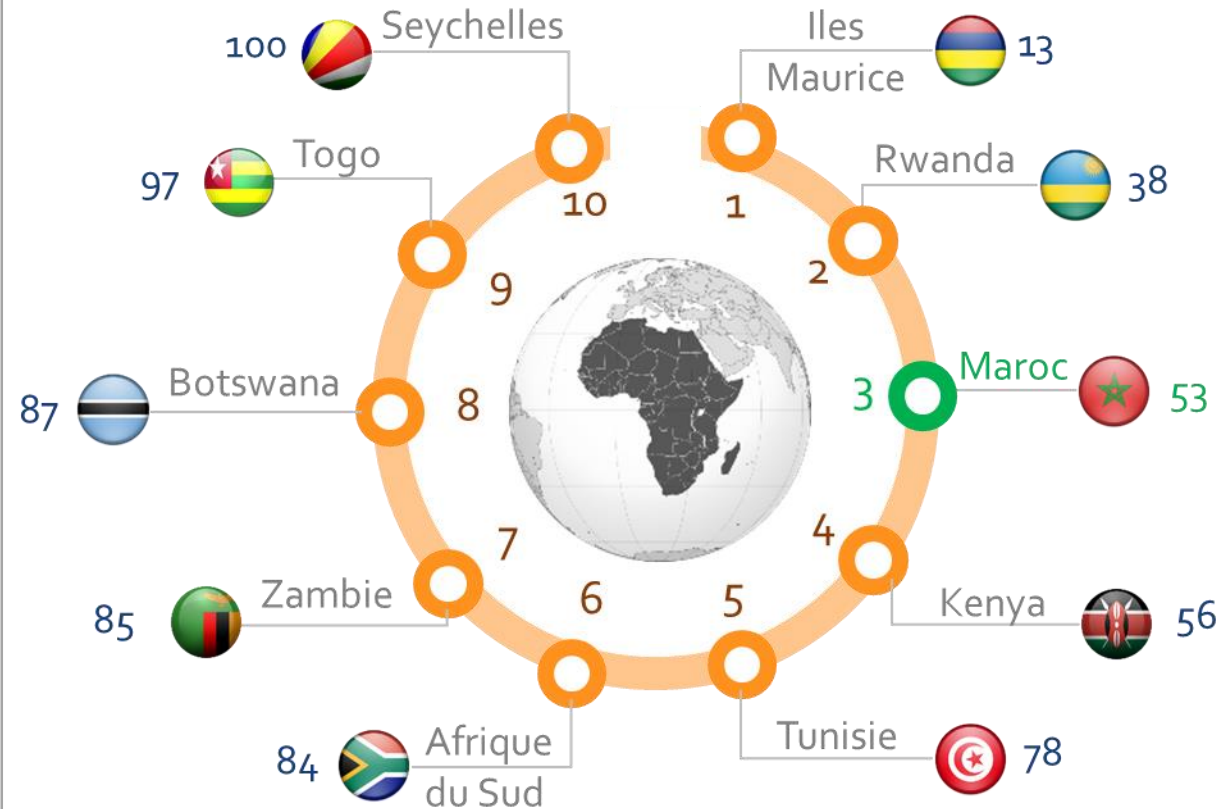 Seychelles
100
Iles
Maurice
13
Togo
97
Rwanda
38
10
1
9
2
Botswana
87
8
3
Maroc
53
7
4
Zambie
85
6
5
Kenya
56
Afrique
du Sud
84
Tunisie
78